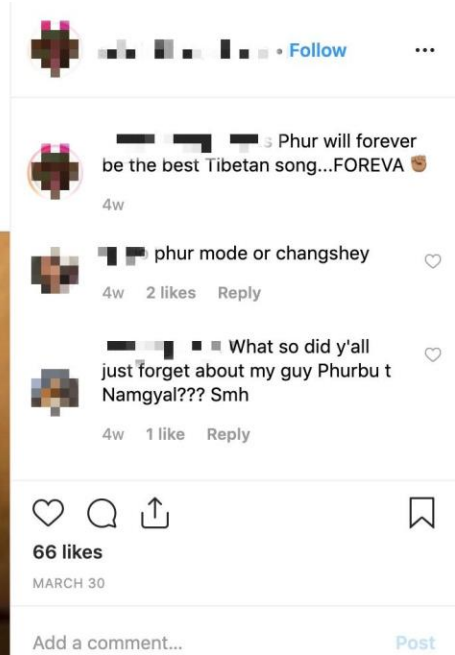 • Follow
Phur will forever
be the best Tibetan song...FOREVA ✊🏾
4w
phur mode or changshey
4w 2 likes Reply
What so did y'all
just forget about my guy Phurbu t
Namgyal??? Smh
4w 1 like Reply
66 likes
MARCH 30
Add a comment... Post